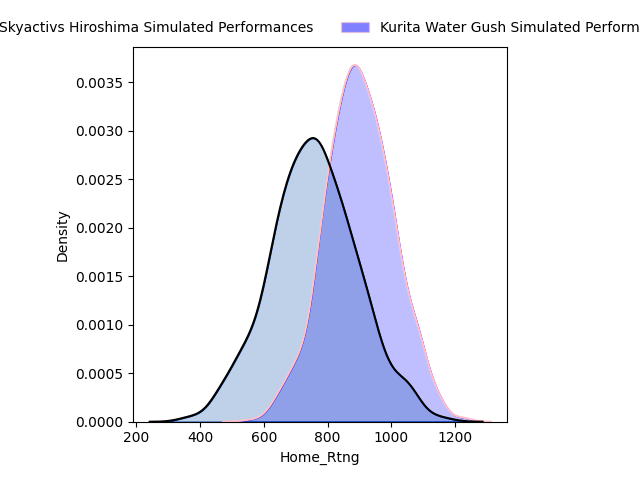 Skyactivs Hiroshima Simulated Performances
Kurita Water Gush Simulated Perform
0.0035
0.0030
0.0025
0.0020
0.0015
0.0010
0.0005
0.0000
Density
200 400 600 800 1000 1200
Home_Rtng